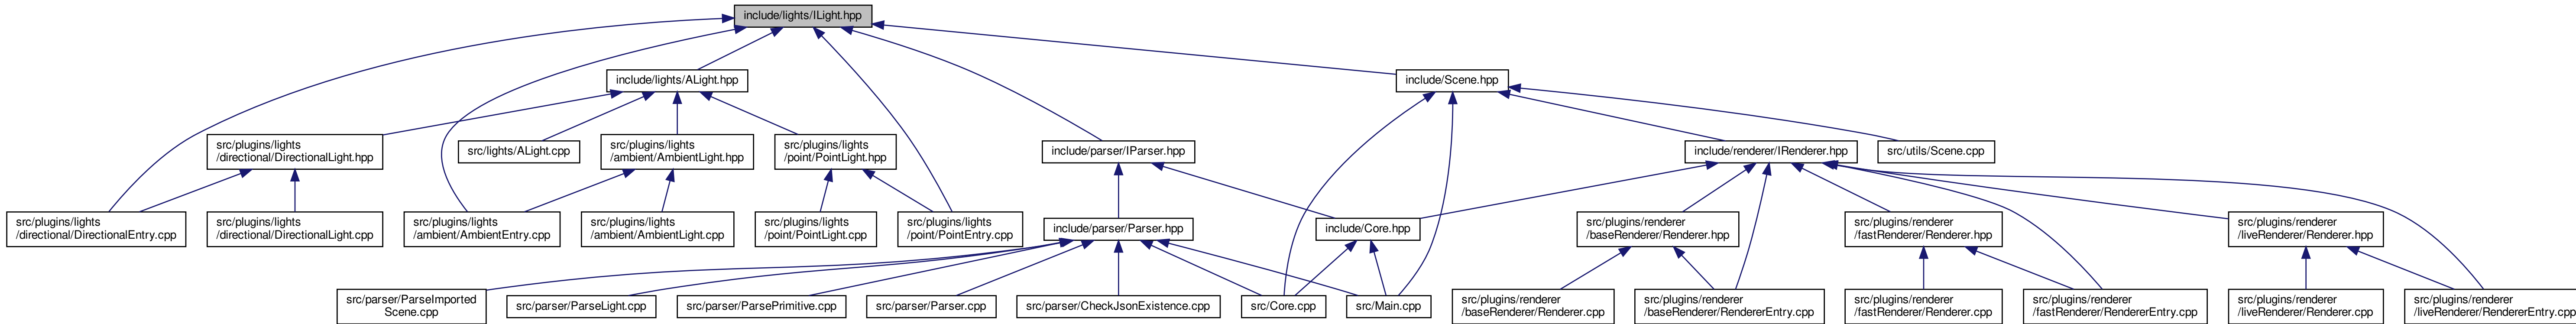 include/lights/ILight.hpp
include/lights/ALight.hpp
include/Scene.hpp
src/plugins/lights
/directional/DirectionalLight.hpp
src/lights/ALight.cpp
src/plugins/lights
/ambient/AmbientLight.hpp
src/plugins/lights
/point/PointLight.hpp
include/parser/IParser.hpp
include/renderer/IRenderer.hpp
src/utils/Scene.cpp
src/plugins/lights
/directional/DirectionalEntry.cpp
src/plugins/lights
/directional/DirectionalLight.cpp
src/plugins/lights
/ambient/AmbientEntry.cpp
src/plugins/lights
/ambient/AmbientLight.cpp
src/plugins/lights
/point/PointLight.cpp
src/plugins/lights
/point/PointEntry.cpp
include/parser/Parser.hpp
include/Core.hpp
src/plugins/renderer
/baseRenderer/Renderer.hpp
src/plugins/renderer
/fastRenderer/Renderer.hpp
src/plugins/renderer
/liveRenderer/Renderer.hpp
src/parser/ParseImported
Scene.cpp
src/parser/ParseLight.cpp
src/parser/ParsePrimitive.cpp
src/parser/Parser.cpp
src/parser/CheckJsonExistence.cpp
src/Core.cpp
src/Main.cpp
src/plugins/renderer
/baseRenderer/Renderer.cpp
src/plugins/renderer
/baseRenderer/RendererEntry.cpp
src/plugins/renderer
/fastRenderer/Renderer.cpp
src/plugins/renderer
/fastRenderer/RendererEntry.cpp
src/plugins/renderer
/liveRenderer/Renderer.cpp
src/plugins/renderer
/liveRenderer/RendererEntry.cpp